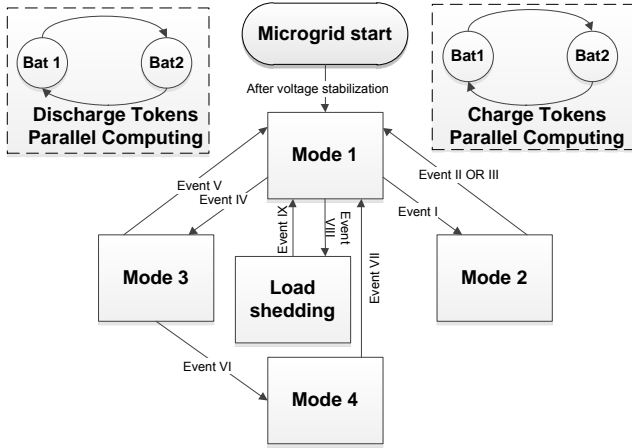 Bat 1
Bat2
Discharge Tokens
Parallel Computing
Microgrid start
Bat1
Bat2
Charge Tokens
Parallel Computing
After voltage stabilization
Mode 1
Event V
Event IV
Event IX
Event
VIII
Event VII
Event II OR III
Event I
Mode 3
Load
shedding
Mode 2
Event VI
Mode 4